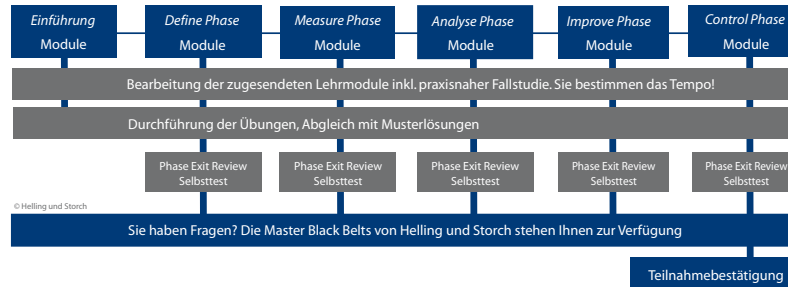 Einführung
Module
Define Phase
Module
Measure Phase
Module
Analyse Phase
Module
Improve Phase
Module
Control Phase
Module
Bearbeitung der zugesendeten Lehrmodule inkl. praxisnaher Fallstudie. Sie bestimmen das Tempo!
Durchführung der Übungen, Abgleich mit Musterlösungen
Phase Exit Review
Selbsttest
Phase Exit Review
Selbsttest
Phase Exit Review
Selbsttest
Phase Exit Review
Selbsttest
Phase Exit Review
Selbsttest
© Helling und Storch
Sie haben Fragen? Die Master Black Belts von Helling und Storch stehen Ihnen zur Verfügung
Teilnahmebestätigung